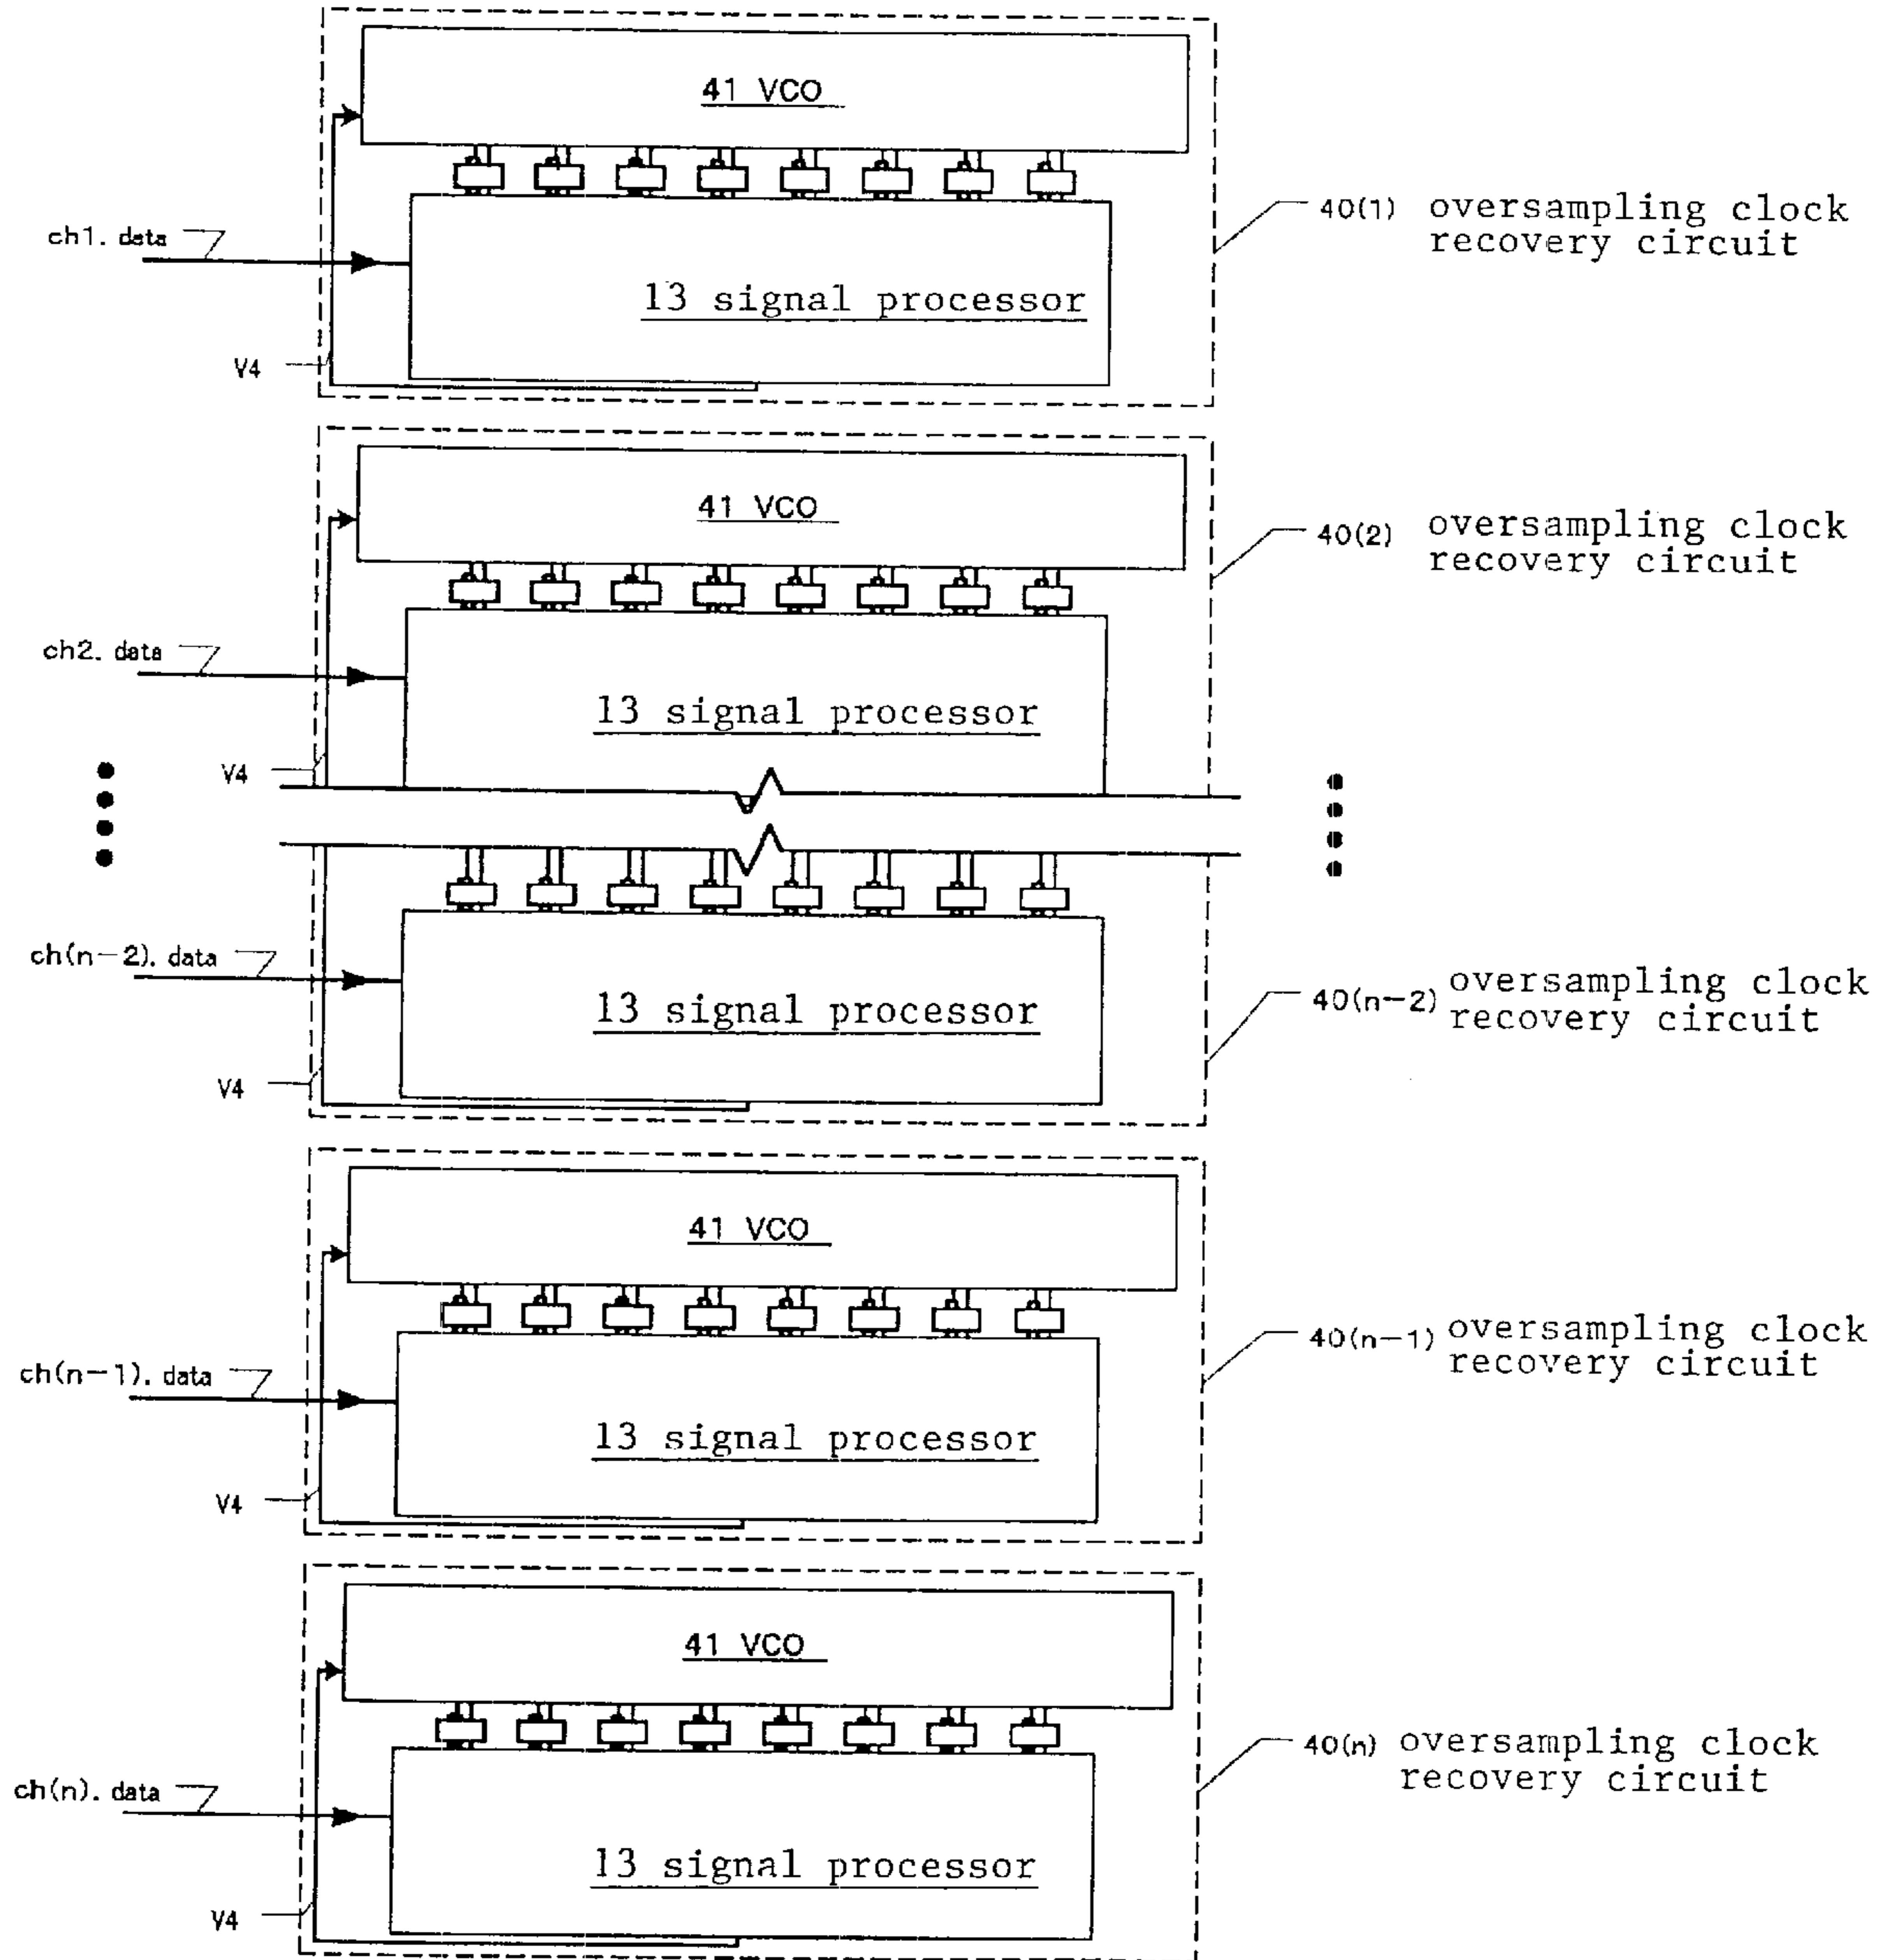 41 VCO
ch1. data
13 signal processor
V4
40(1) oversampling clock
recovery circuit
41 VCO
ch2. data
13 signal processor
V4
40(2) oversampling clock
recovery circuit
ch(n-2). data
13 signal processor
V4
40(n-2) oversampling clock
recovery circuit
41 VCO
ch(n-1). data
13 signal processor
V4
40(n-1) oversampling clock
recovery circuit
41 VCO
ch(n). data
13 signal processor
V4
40(n) oversampling clock
recovery circuit